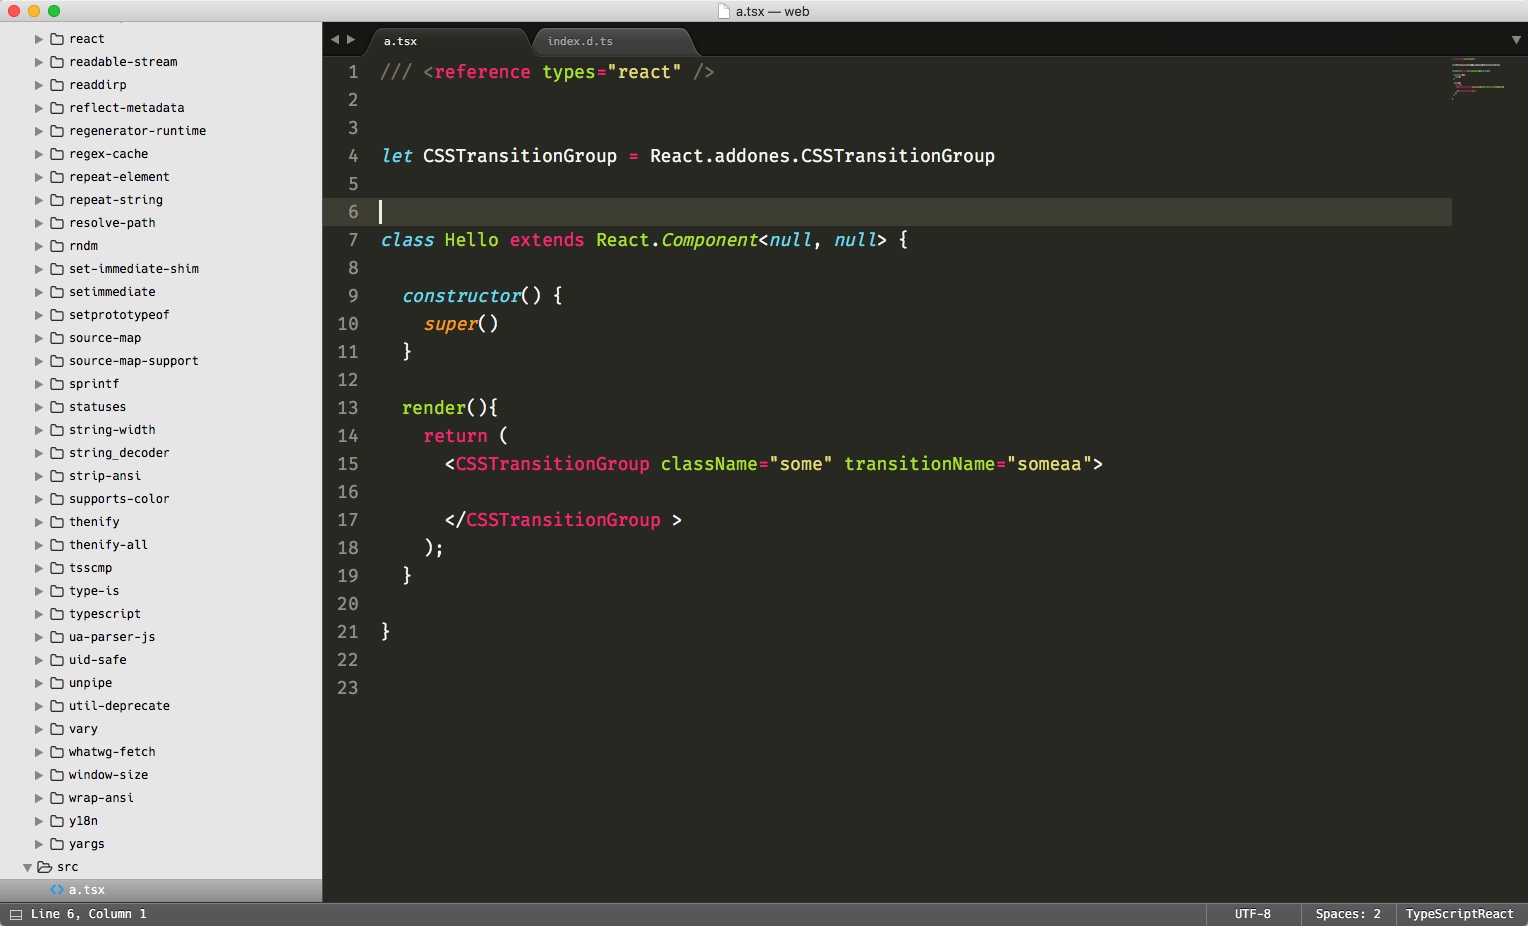 a.tsx — web
react
readable-stream
readdirp
reflect-metadata
regenerator-runtime
regex-cache
repeat-element
repeat-string
resolve-path
rndm
set-immediate-shim
setimmediate
setprototypeof
source-map
source-map-support
sprintf
statuses
string-width
string_decoder
strip-ansi
supports-color
thenify
thenify-all
tsscmp
type-is
typescript
ua-parser-js
uid-safe
unpipe
util-deprecate
vary
whatwg-fetch
window-size
wrap-ansi
y18n
yargs
src
a.tsx
a.tsx index.d.ts
1 /// <reference types="react" />
2
3
4 let CSSTransitionGroup = React.addones.CSSTransitionGroup
5
6
7 class Hello extends React.Component<null, null> {
8
9 constructor() {
10 super()
11 }
12
13 render(){
14 return (
15 <CSSTransitionGroup className="some" transitionName="someaa">
16
17 </CSSTransitionGroup >
18 );
19 }
20
21 }
22
23
Line 6, Column 1 UTF-8 Spaces: 2 TypeScriptReact